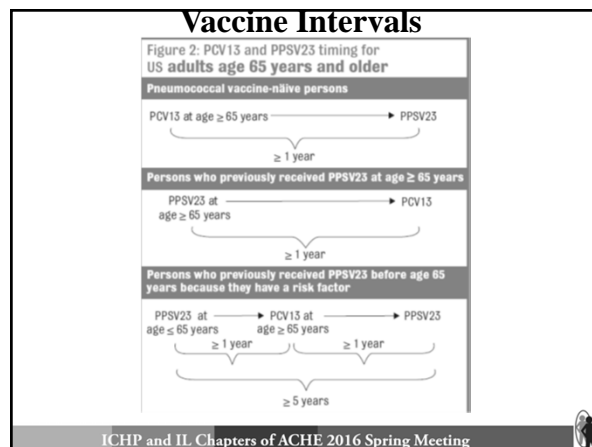 Vaccine Intervals
Figure 2: PCV13 and PPSV23 timing for
US adults age 65 years and older
Pneumococcal vaccine-näive persons
PCV13 at age ≥ 65 years PPSV23
≥ 1 year
Persons who previously received PPSV23 at age ≥ 65 years
PPSV23 at PCV13
age ≥ 65 years
≥ 1 year
Persons who previously received PPSV23 before age 65
years because they have a risk factor
PPSV23 at PCV13 at PPSV23
age ≤ 65 years age ≥ 65 years
≥ 1 year ≥ 1 year
≥ 5 years
ICHP and IL Chapters of ACHE 2016 Spring Meeting